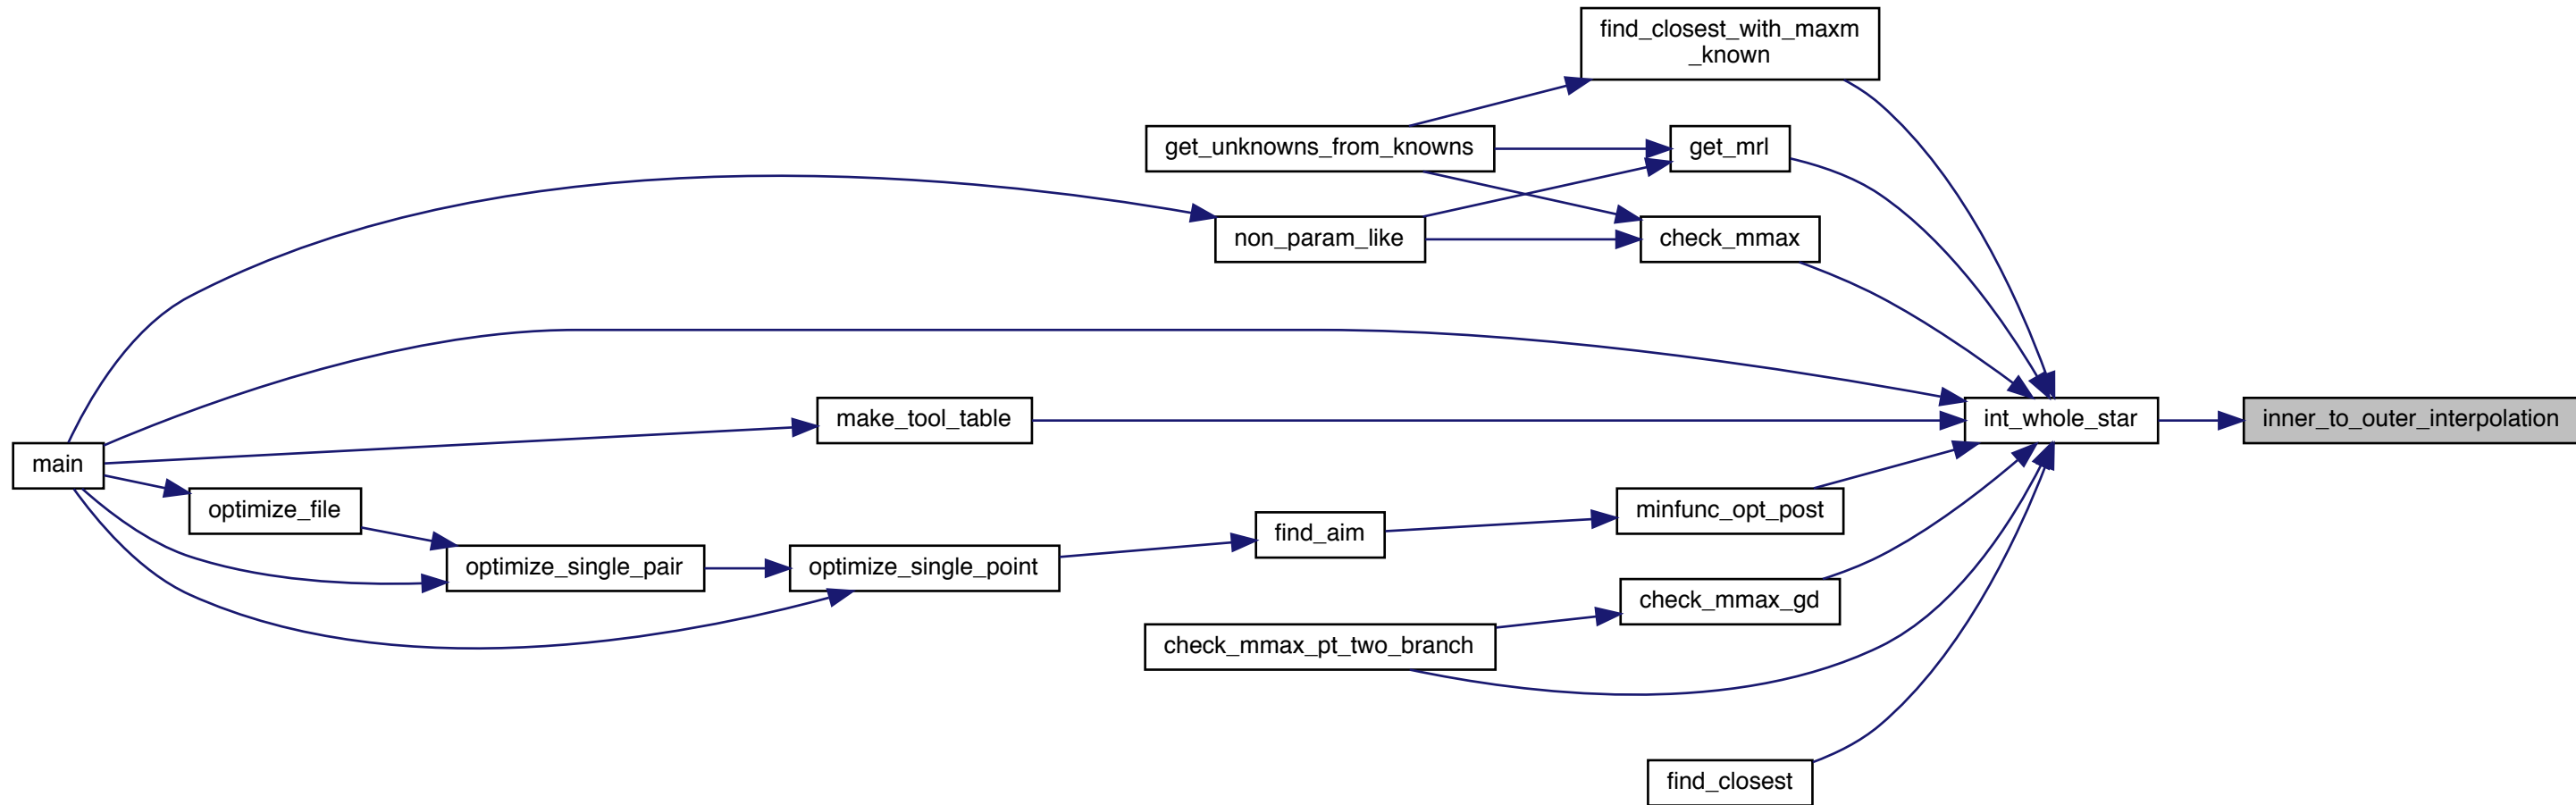 find_closest_with_maxm
_known
get_unknowns_from_knowns
get_mrl
non_param_like
check_mmax
make_tool_table
int_whole_star
inner_to_outer_interpolation
main
optimize_file
find_aim
minfunc_opt_post
optimize_single_pair
optimize_single_point
check_mmax_gd
check_mmax_pt_two_branch
find_closest